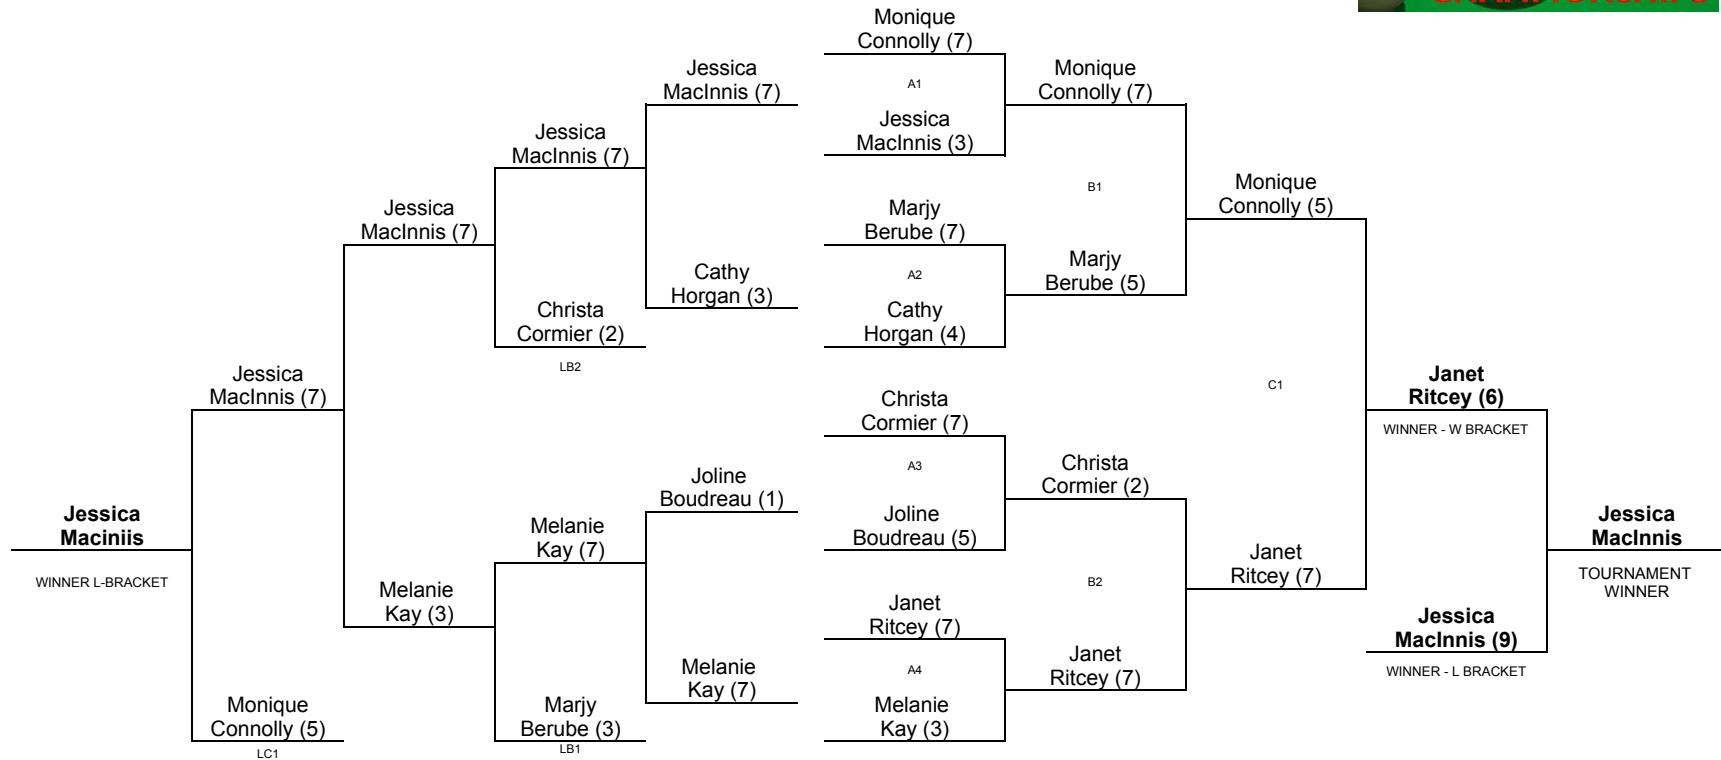 CHAMPIONSHIPS
Monique
Connolly (7)
Jessica
MacInnis (7)
A1
Monique
Connolly (7)
Jessica
MacInnis (3)
Jessica
MacInnis (7)
B1
Monique
Connolly (5)
Jessica
MacInnis (7)
Marjy
Berube (7)
Cathy
Horgan (3)
A2
Marjy
Berube (5)
Christa
Cormier (2)
LB2
Cathy
Horgan (4)
Jessica
MacInnis (7)
C1
Janet
Ritcey (6)
WINNER - W BRACKET
Christa
Cormier (7)
A3
Joline
Boudreau (1)
Christa
Cormier (2)
Jessica
Maciniis
WINNER L-BRACKET
Melanie
Kay (7)
Joline
Boudreau (5)
Jessica
MacInnis
TOURNAMENT
WINNER
Janet
Ritcey (7)
B2
Melanie
Kay (3)
Janet
Ritcey (7)
Jessica
MacInnis (9)
WINNER - L BRACKET
Melanie
Kay (7)
A4
Janet
Ritcey (7)
Monique
Connolly (5)
LC1
Marjy
Berube (3)
LB1
Melanie
Kay (3)